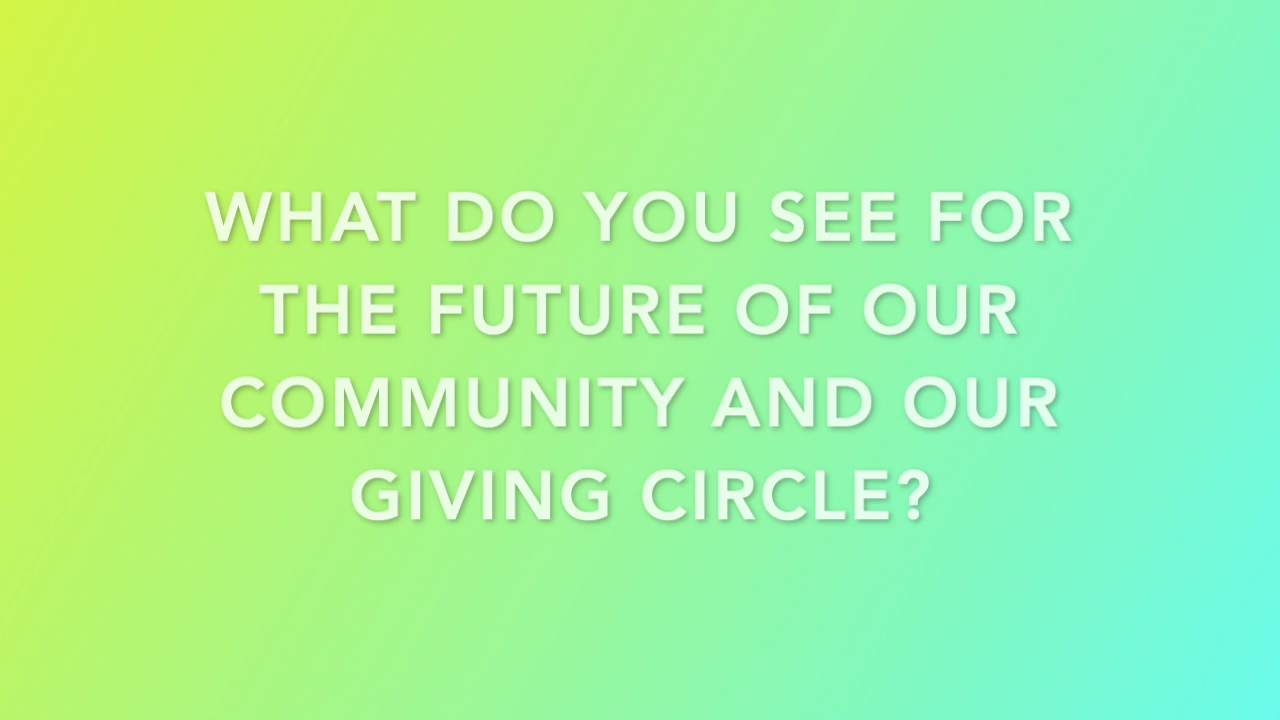 WHAT DO YOU SEE FOR
THE FUTURE OF OUR
COMMUNITY AND OUR
GIVING CIRCLE?